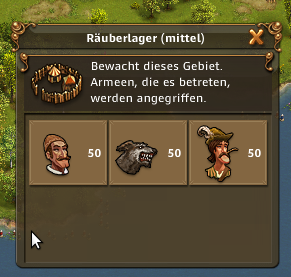 Räuberlager (mittel)
Bewacht dieses Gebiet.
Armeen, die es betreten,
werden angegriffen.
50 50 50